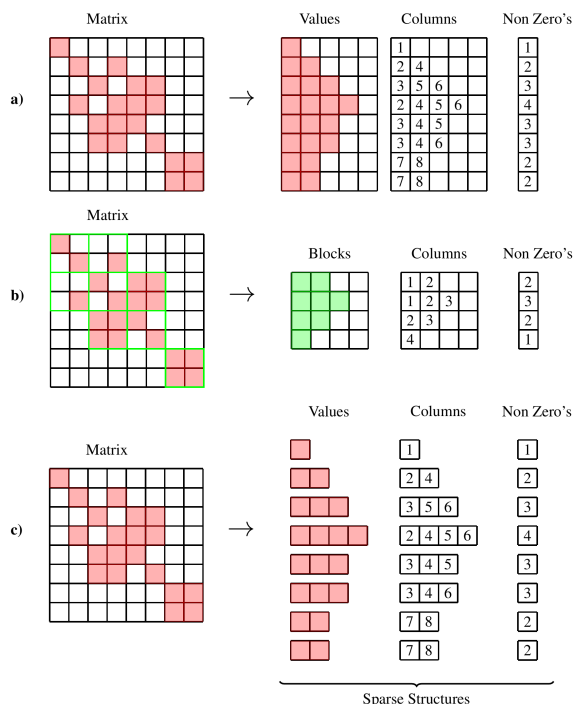 Matrix Values Columns Non Zero's
1 1
2 4 2
3 5 6 3
a) → 2 4 5 6 4
3 4 5 3
3 4 6 3
7 8 2
7 8 2
Matrix
Blocks Columns Non Zero's
1 2 2
b) → 1 2 3 3
2 3 2
4 1
Values Columns Non Zero's
Matrix
1 1
2 4 2
3 5 6 3
c) → 2 4 5 6 4
3 4 5 3
3 4 6 3
7 8 2
7 8 2
Sparse Structures